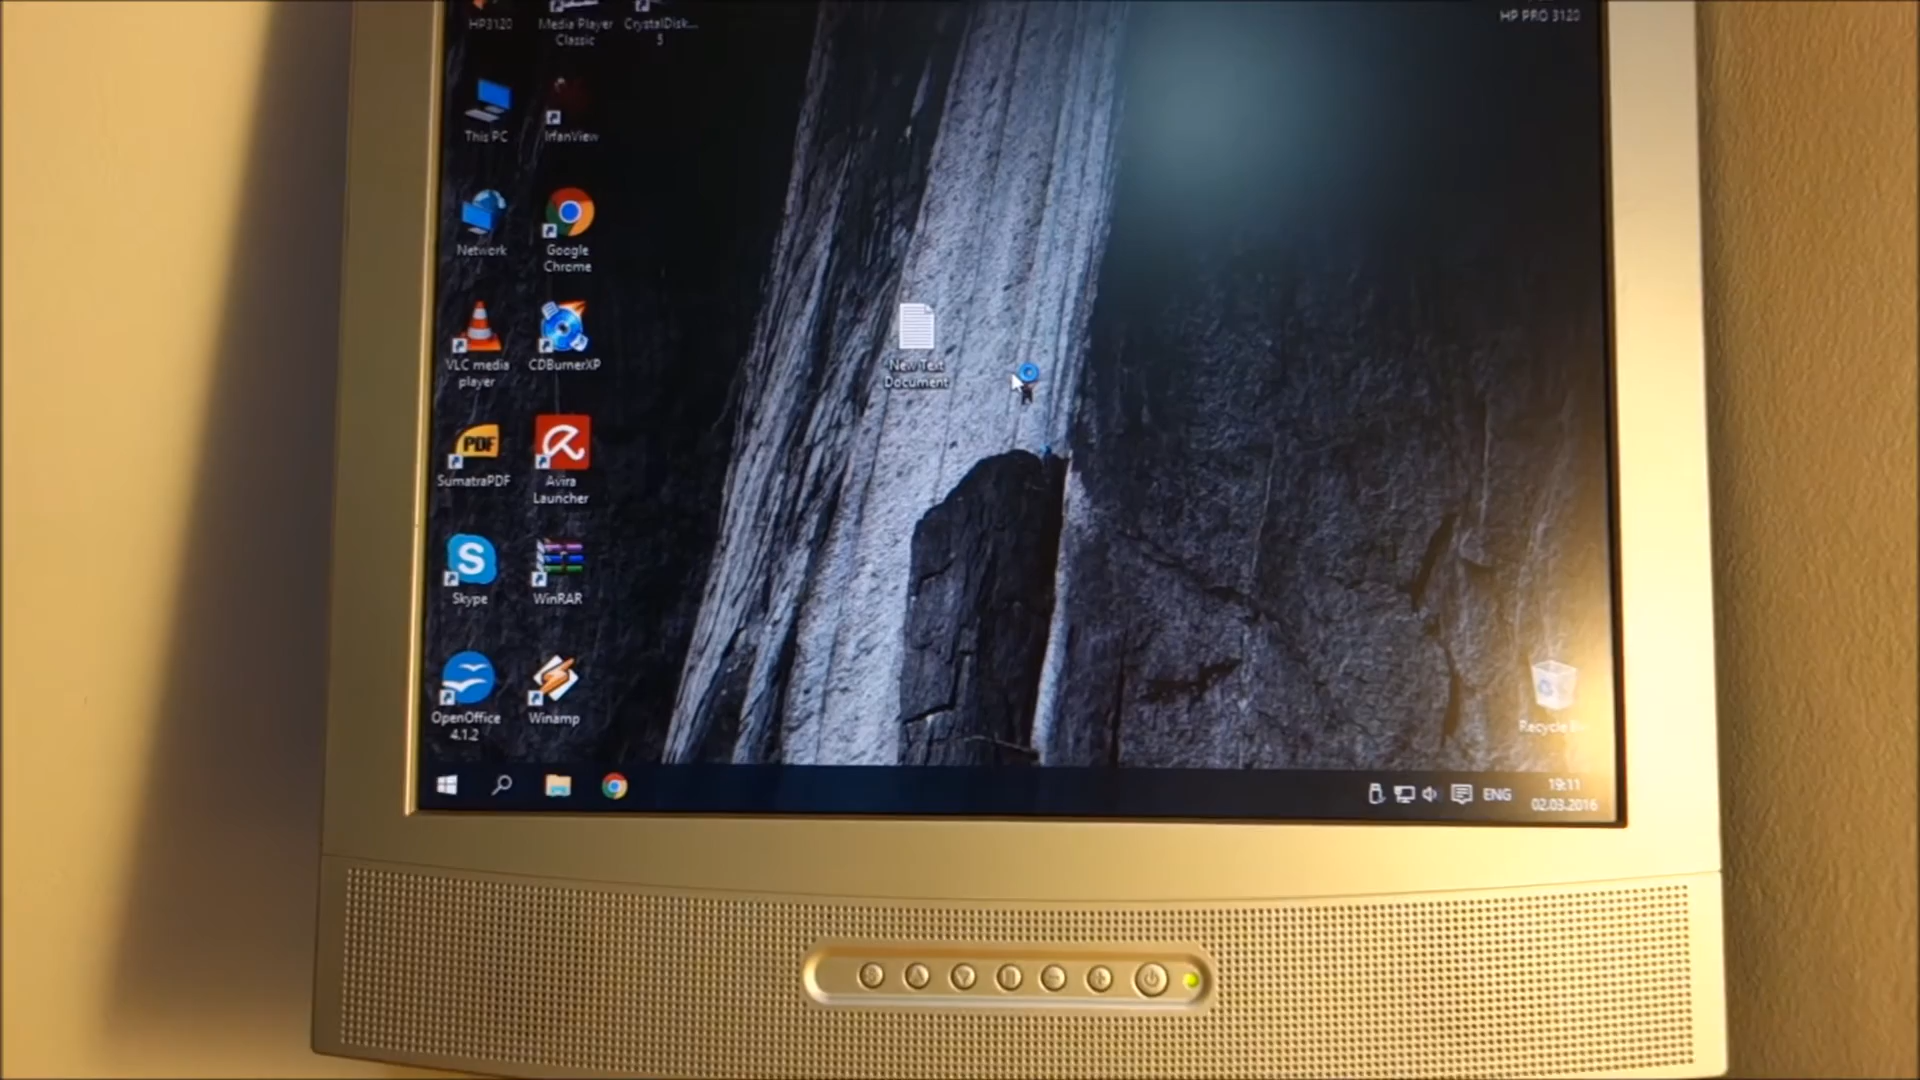 HP3120
Media Player
Classic
CrystalDisk...
5
HP PRO 3120
This PC
IrfanView
Network
Google
Chrome
New Text
Document
VLC media
player
CDBurnerXP
PDF
SumatraPDF
Avira
Launcher
S
Skype
WinRAR
OpenOffice
4.1.2
Winamp
Recycle
ENG
19:11
02.03.2016